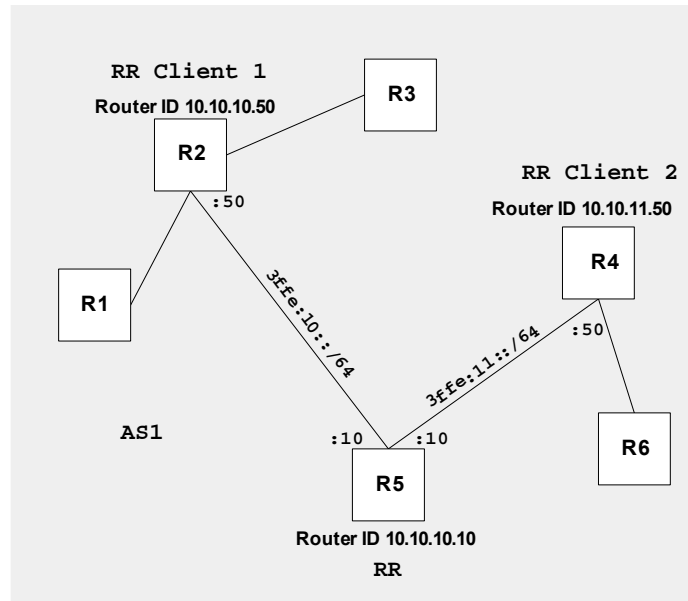 RR Client 1
Router ID 10.10.10.50
R3
R2
RR Client 2
Router ID 10.10.11.50
:50
R4
R1
3ffe:10::/64
3ffe:11::/64
:50
AS1
:10
:10
R6
R5
Router ID 10.10.10.10
RR